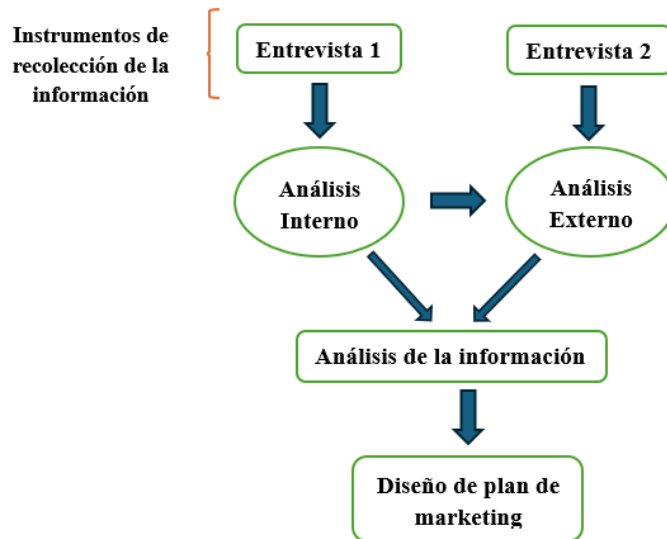 Instrumentos de
recolección de la
información
Entrevista 1
Entrevista 2
Análisis
Interno
Análisis
Externo
Análisis de la información
Diseño de plan de
marketing